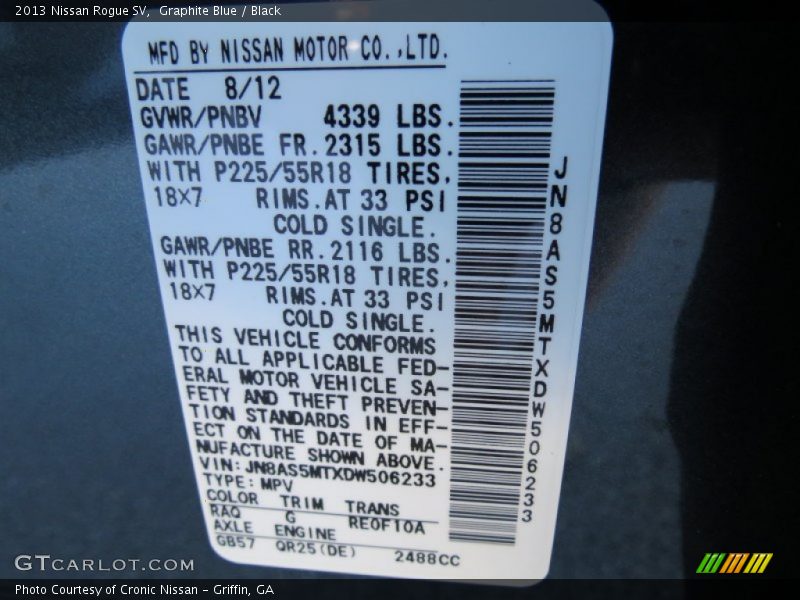 2013 Nissan Rogue SV, Graphite Blue / Black
MFD BY NISSAN MOTOR CO.,LTD.
DATE 8/12
GVWR/PNBV 4339 LBS.
GAWR/PNBE FR. 2315 LBS.
WITH P225/55R18 TIRES,
18X7 RIMS.AT 33 PSI
COLD SINGLE.
GAWR/PNBE RR. 2116 LBS.
WITH P225/55R18 TIRES,
18X7 RIMS.AT 33 PSI
COLD SINGLE.
THIS VEHICLE CONFORMS
TO ALL APPLICABLE FED-
ERAL MOTOR VEHICLE SA-
FETY AND THEFT PREVEN-
TION STANDARDS IN EFF-
ECT ON THE DATE OF MA-
NUFACTURE SHOWN ABOVE.
VIN:JN8AS5MTXDW506233
TYPE:MPV
COLOR TRIM TRANS
RAQ G RE0F10A
AXLE ENGINE
GB57 QR25(DE) 2488CC
JN8AS5MTXDW506233
GTCARLOT.COM
Photo Courtesy of Cronic Nissan - Griffin, GA